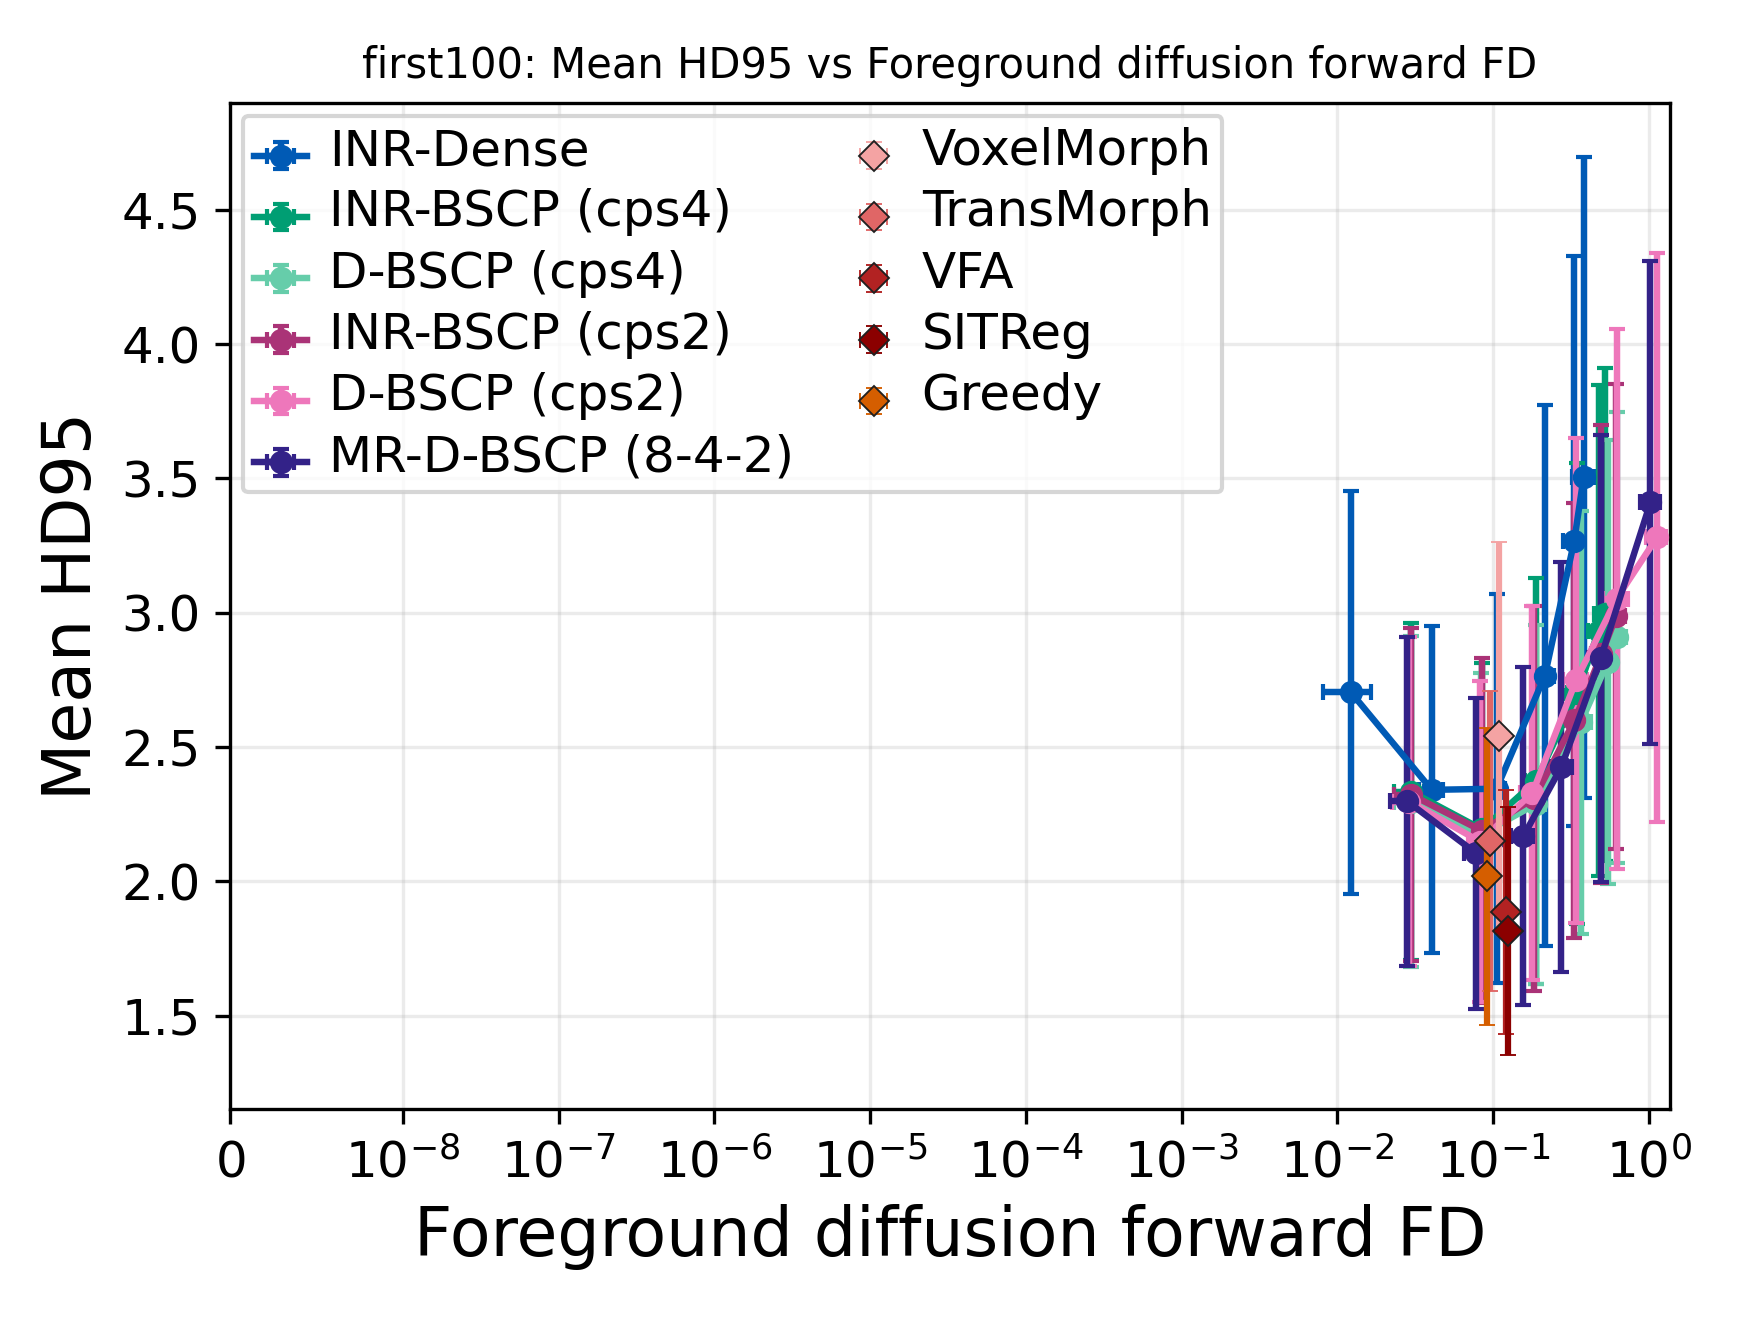 first100: Mean HD95 vs Foreground diffusion forward FD
INR-Dense
INR-BSCP (cps4)
D-BSCP (cps4)
INR-BSCP (cps2)
D-BSCP (cps2)
MR-D-BSCP (8-4-2)
VoxelMorph
TransMorph
VFA
SITReg
Greedy
Mean HD95
4.5
4.0
3.5
3.0
2.5
2.0
1.5
0 10⁻⁸ 10⁻⁷ 10⁻⁶ 10⁻⁵ 10⁻⁴ 10⁻³ 10⁻² 10⁻¹ 10⁰
Foreground diffusion forward FD